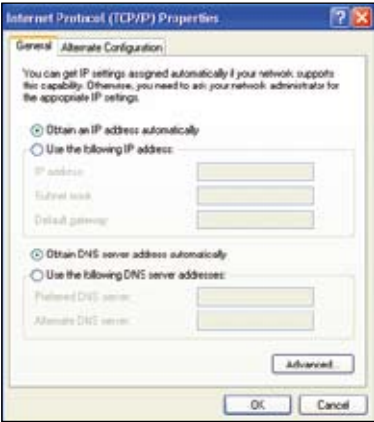 Internet Protocol (TCP/IP) Properties
General Alternate Configuration
You can get IP settings assigned automatically if your network supports
this capability. Otherwise, you need to ask your network administrator for
the appropriate IP settings.
Obtain an IP address automatically
Use the following IP address:
IP address:
Subnet mask:
Default gateway:
Obtain DNS server address automatically
Use the following DNS server addresses:
Preferred DNS server:
Alternate DNS server:
Advanced...
OK Cancel